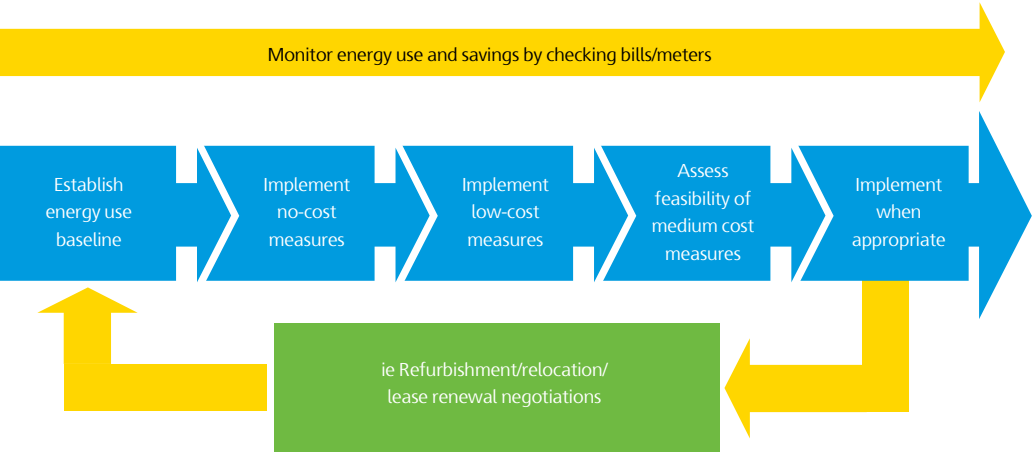 Monitor energy use and savings by checking bills/meters
Establish
energy use
baseline
Implement
no-cost
measures
Implement
low-cost
measures
Assess
feasibility of
medium cost
measures
Implement
when
appropriate
ie Refurbishment/relocation/
lease renewal negotiations